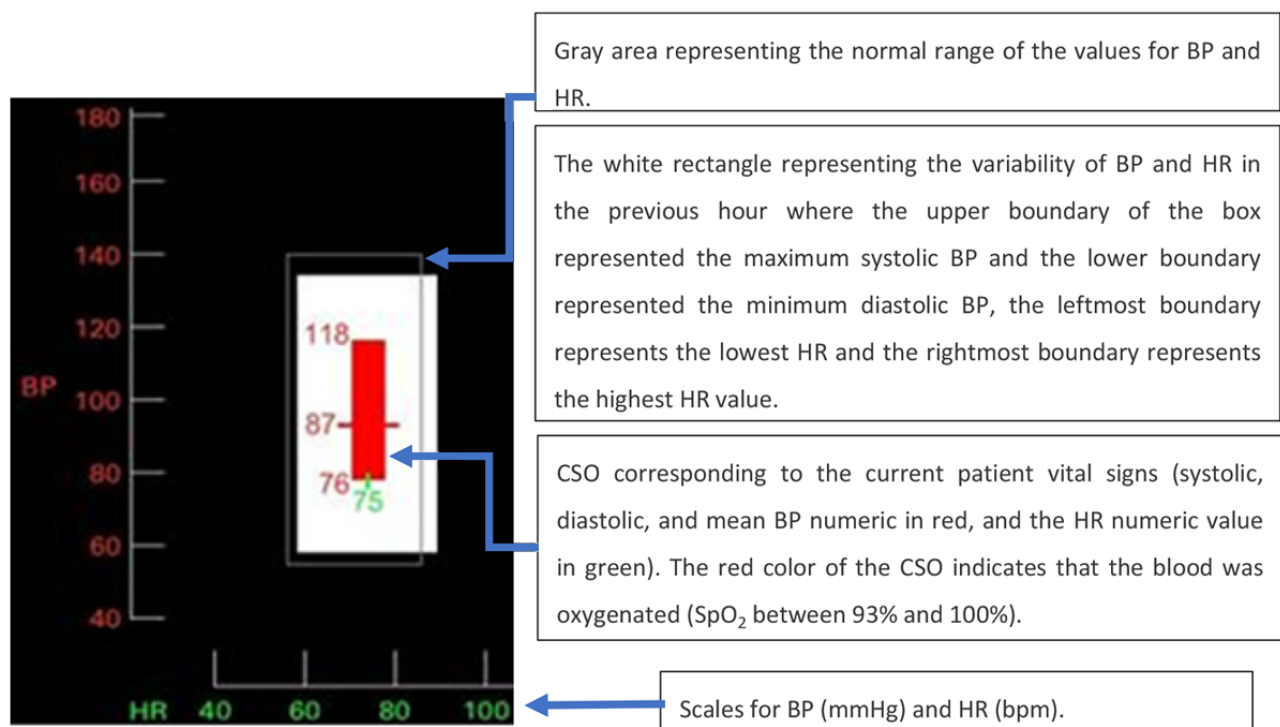 Gray area representing the normal range of the values for BP and
HR.
The white rectangle representing the variability of BP and HR in
the previous hour where the upper boundary of the box
represented the maximum systolic BP and the lower boundary
represented the minimum diastolic BP, the leftmost boundary
represents the lowest HR and the rightmost boundary represents
the highest HR value.
CSO corresponding to the current patient vital signs (systolic,
diastolic, and mean BP numeric in red, and the HR numeric value
in green). The red color of the CSO indicates that the blood was
oxygenated (SpO₂ between 93% and 100%).
Scales for BP (mmHg) and HR (bpm).
180
160
140
120
BP
100
80
60
40
118
87
76
75
HR 40 60 80 100